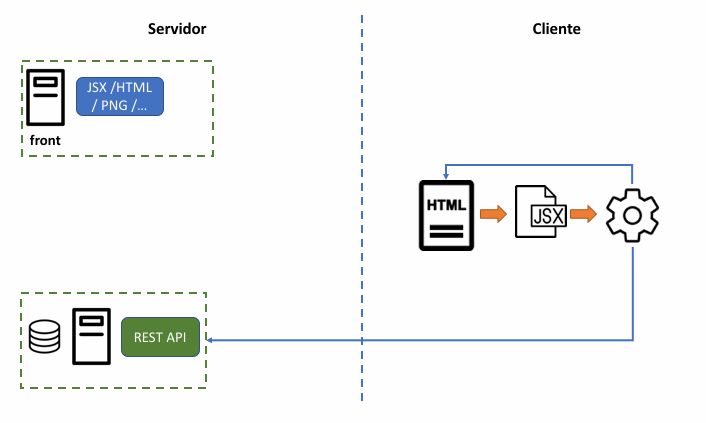 Servidor
Cliente
JSX /HTML
/ PNG /...
front
HTML
JSX
REST API